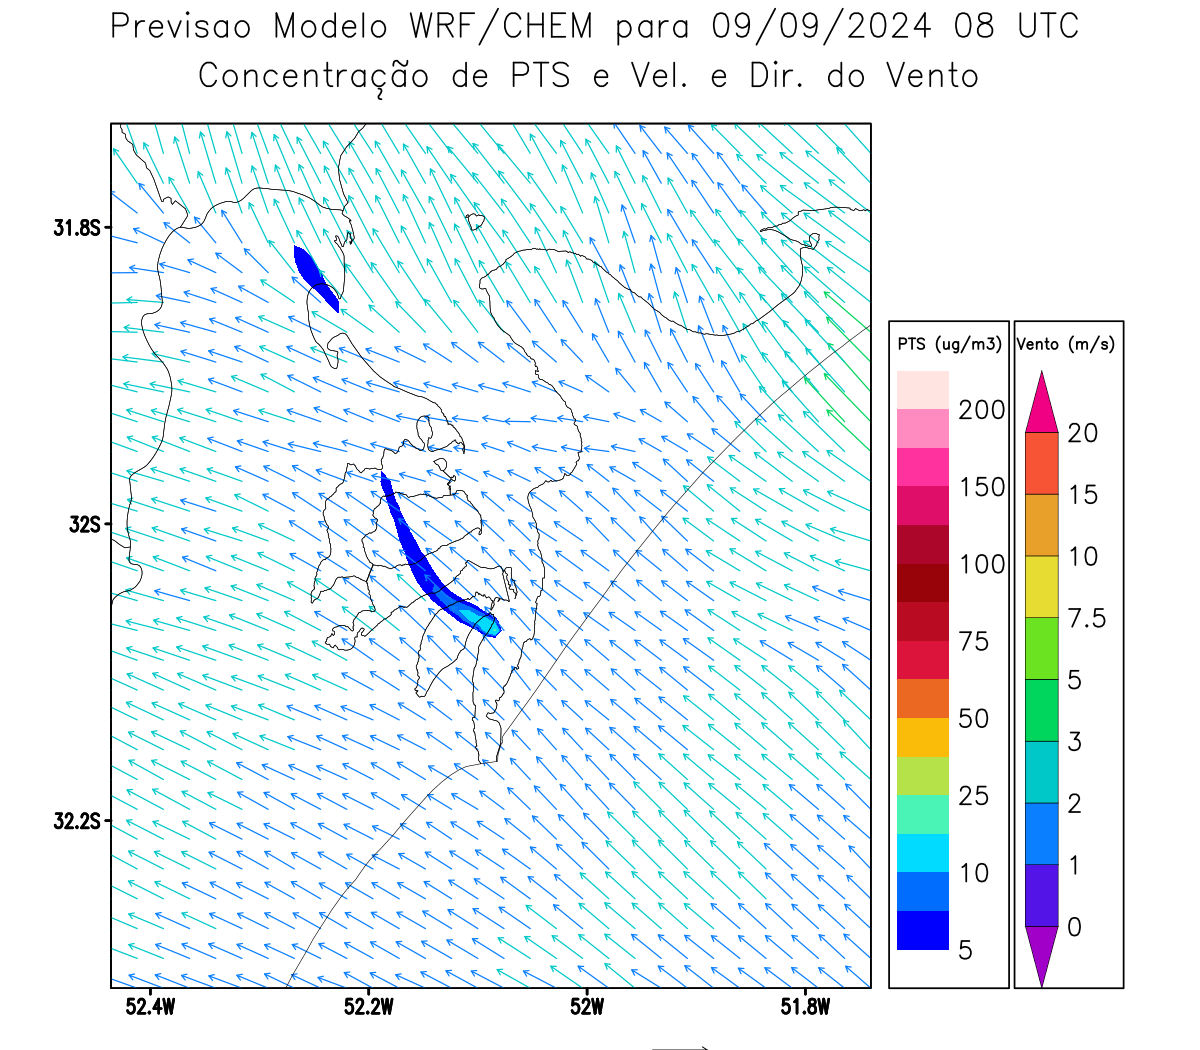 Previsao Modelo WRF/CHEM para 09/09/2024 08 UTC
Concentração de PTS e Vel. e Dir. do Vento
31.8S
32S
32.2S
52.4W
52.2W
52W
51.8W
PTS (ug/m3)
200
150
100
75
50
25
10
5
Vento (m/s)
20
15
10
7.5
5
3
2
1
0